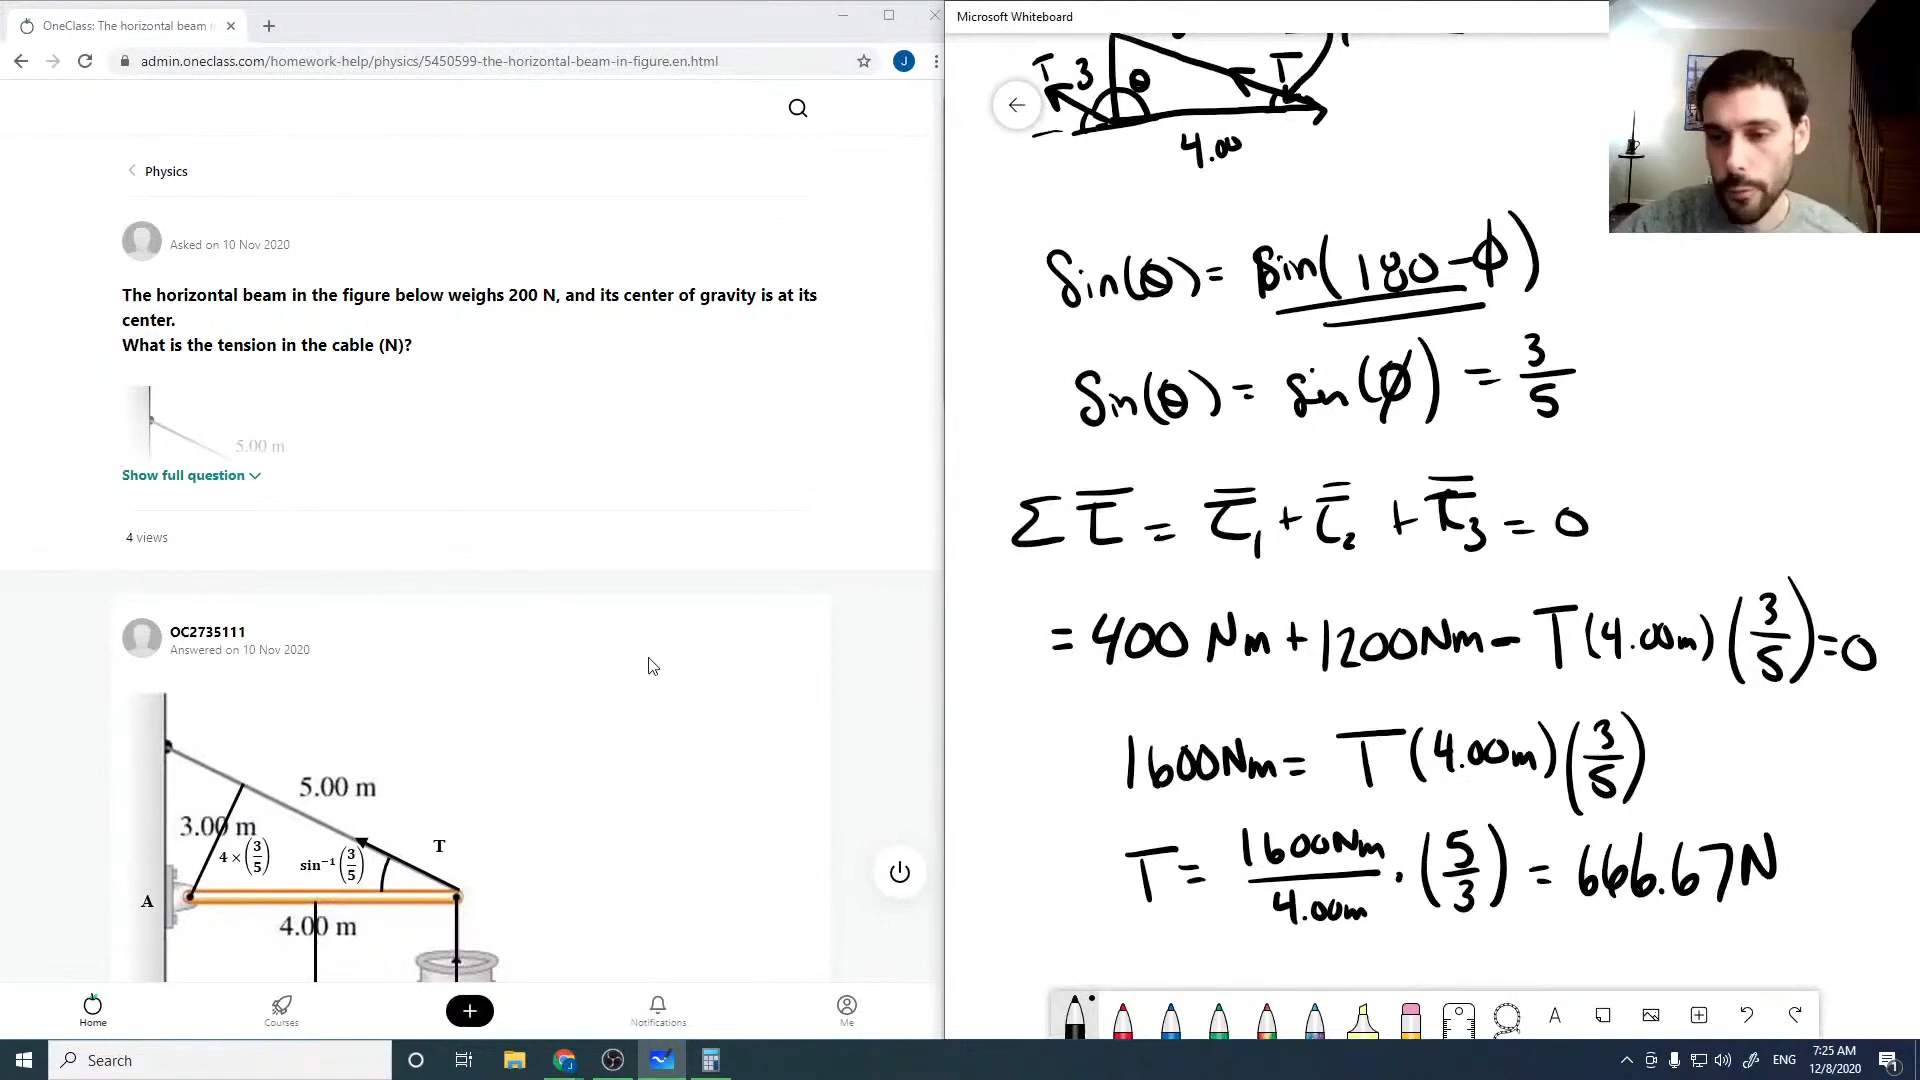 OneClass: The horizontal beam i
admin.oneclass.com/homework-help/physics/5450599-the-horizontal-beam-in-figure.en.html
J
Physics
Asked on 10 Nov 2020
The horizontal beam in the figure below weighs 200 N, and its center of gravity is at its
center.
What is the tension in the cable (N)?
5.00 m
Show full question
4 views
OC2735111
Answered on 10 Nov 2020
5.00 m
3.00 m
T
4 × (3/5)
sin⁻¹ (3/5)
A
4.00 m
Home
Courses
Notifications
Me
Microsoft Whiteboard
T 3 θ T
4.00
Sin(θ) = Sin(180 - ϕ)
Sin(θ) = sin(ϕ) = 3/5
Σ τ̅ = τ̅₁ + τ̅₂ + τ̅₃ = 0
= 400 Nm + 1200Nm - T(4.00m)(3/5) = 0
1600Nm = T(4.00m)(3/5)
T = 1600Nm/4.00m · (5/3) = 666.67N
A
Search
ENG
7:25 AM
12/8/2020
1